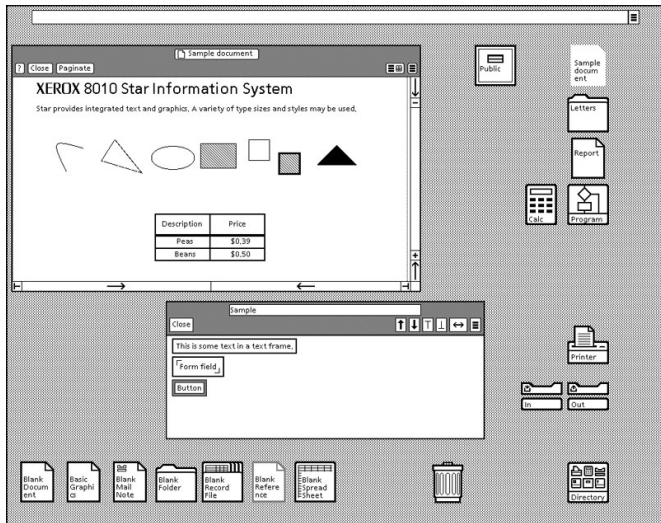 Sample document
? Close Paginate
XEROX 8010 Star Information System
Star provides integrated text and graphics. A variety of type sizes and styles may be used.
Description Price
Peas $0.39
Beans $0.50
Public
Sample
docum
ent
Letters
Report
Calc
Program
Sample
Close
This is some text in a text frame.
Form field
Button
Printer
In
Out
Blank
Docum
ent
Basic
Graphi
cs
Blank
Mail
Note
Blank
Folder
Blank
Record
File
Blank
Refere
nce
Blank
Spread
Sheet
Directory